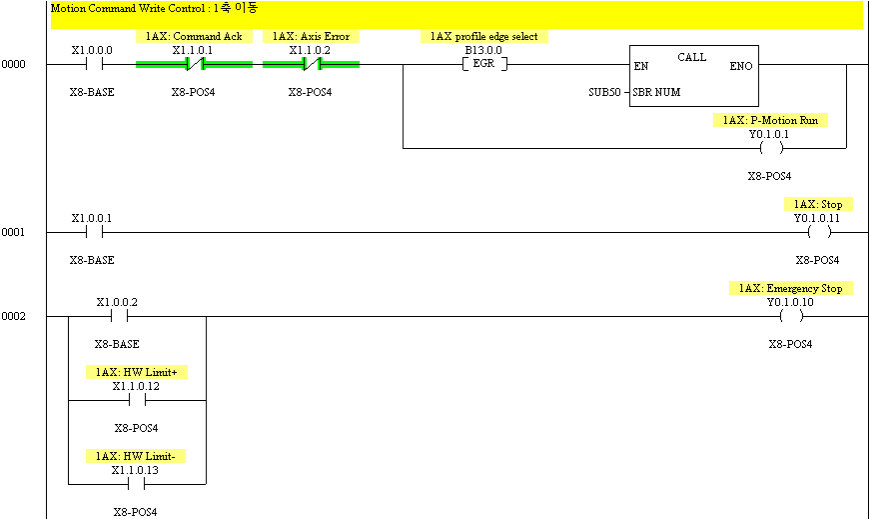 Motion Command Write Control : 1축 이동
1AX: Command Ack 1AX: Axis Error 1AX profile edge select
X1.0.0.0 X1.1.0.1 X1.1.0.2 B13.0.0
0000 EGR EN CALL ENO
X8-BASE X8-POS4 X8-POS4 SUB50 SBR NUM
1AX: P-Motion Run
Y0.1.0.1
X8-POS4
1AX: Stop
X1.0.0.1 Y0.1.0.11
0001
X8-BASE X8-POS4
1AX: Emergency Stop
X1.0.0.2 Y0.1.0.10
0002
X8-BASE X8-POS4
1AX: HW Limit+
X1.1.0.12
X8-POS4
1AX: HW Limit-
X1.1.0.13
X8-POS4